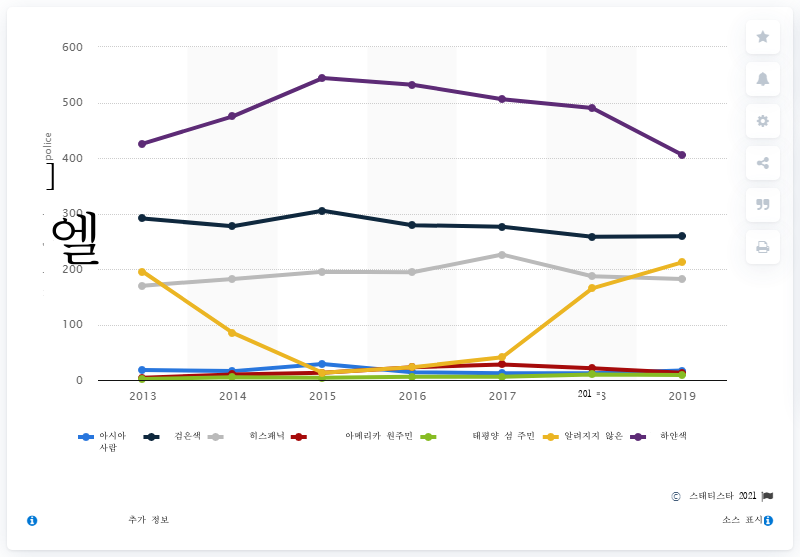 600
500
400
300
200
100
0
police
]
엘
2013 2014 2015 2016 2017 201 2019
아시아 사람
검은색
히스패닉
아메리카 원주민
태평양 섬 주민
알려지지 않은
하얀색
© 스태티스타 2021
추가 정보
소스 표시